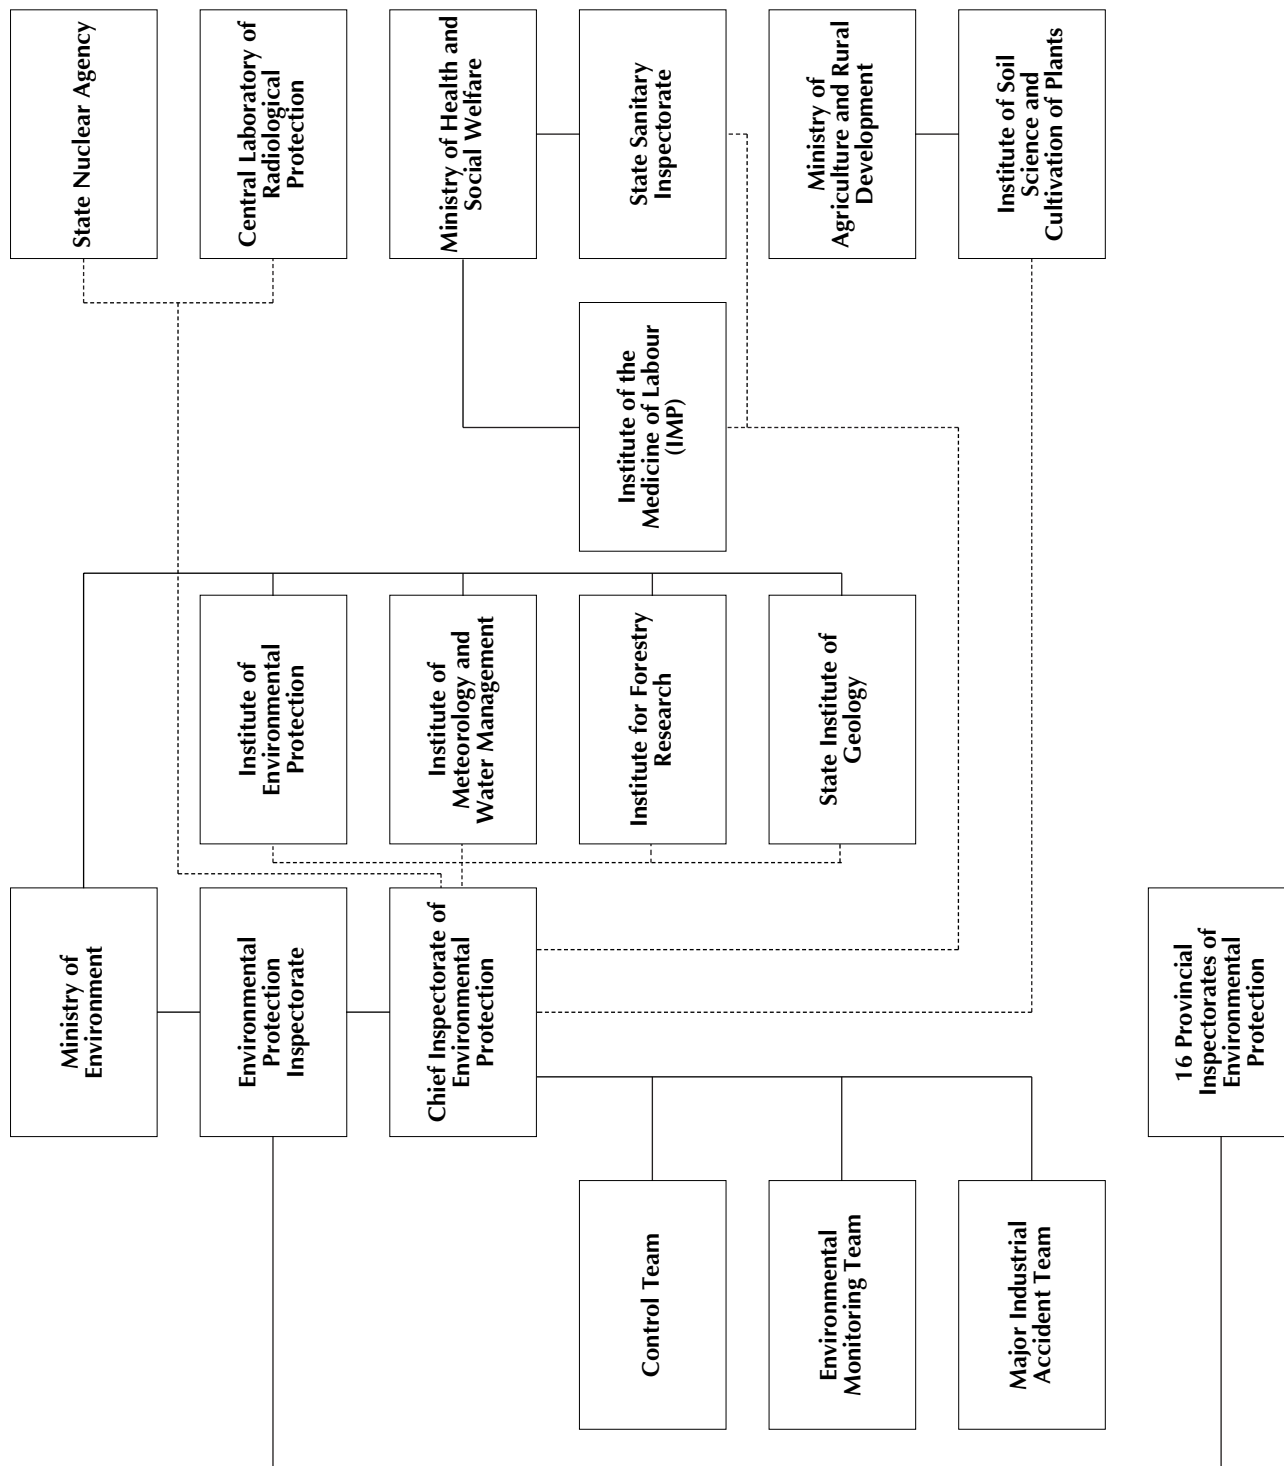 Ministry of
Environment
State Nuclear Agency
Environmental
Protection
Inspectorate
Institute of
Environmental
Protection
Central Laboratory of
Radiological
Protection
Chief Inspectorate of
Environmental
Protection
Institute of
Meteorology and
Water Management
Ministry of Health and
Social Welfare
Control Team
Institute for Forestry
Research
Institute of the
Medicine of Labour
(IMP)
State Sanitary
Inspectorate
Environmental
Monitoring Team
State Institute of
Geology
Ministry of
Agriculture and Rural
Development
Major Industrial
Accident Team
Institute of Soil
Science and
Cultivation of Plants
16 Provincial
Inspectorates of
Environmental
Protection